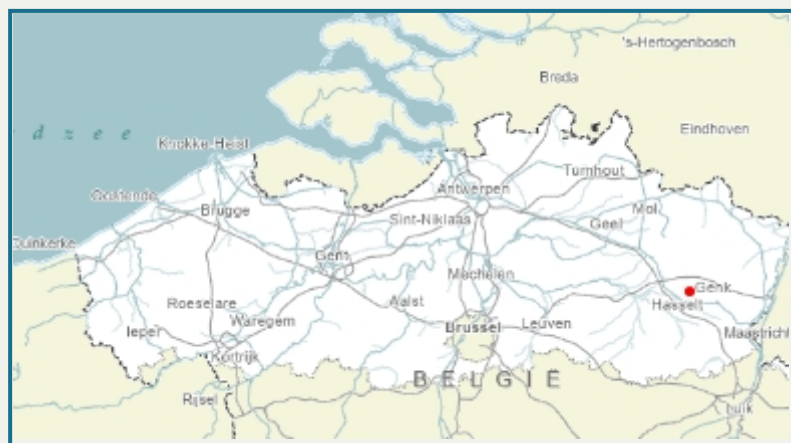 's-Hertogenbosch
Breda
d z e e
Eindhoven
Knokke-Heist
Turnhout
Antwerpen
Oostende
Mol
Brugge
Sint-Niklaas
Geel
Duinkerke
Gent
Mechelen
Genk
Roeselare
Aalst
Hasselt
Waregem
Ieper
Brussel
Leuven
Maastricht
Kortrijk
BELGIË
Rijsel
Luik